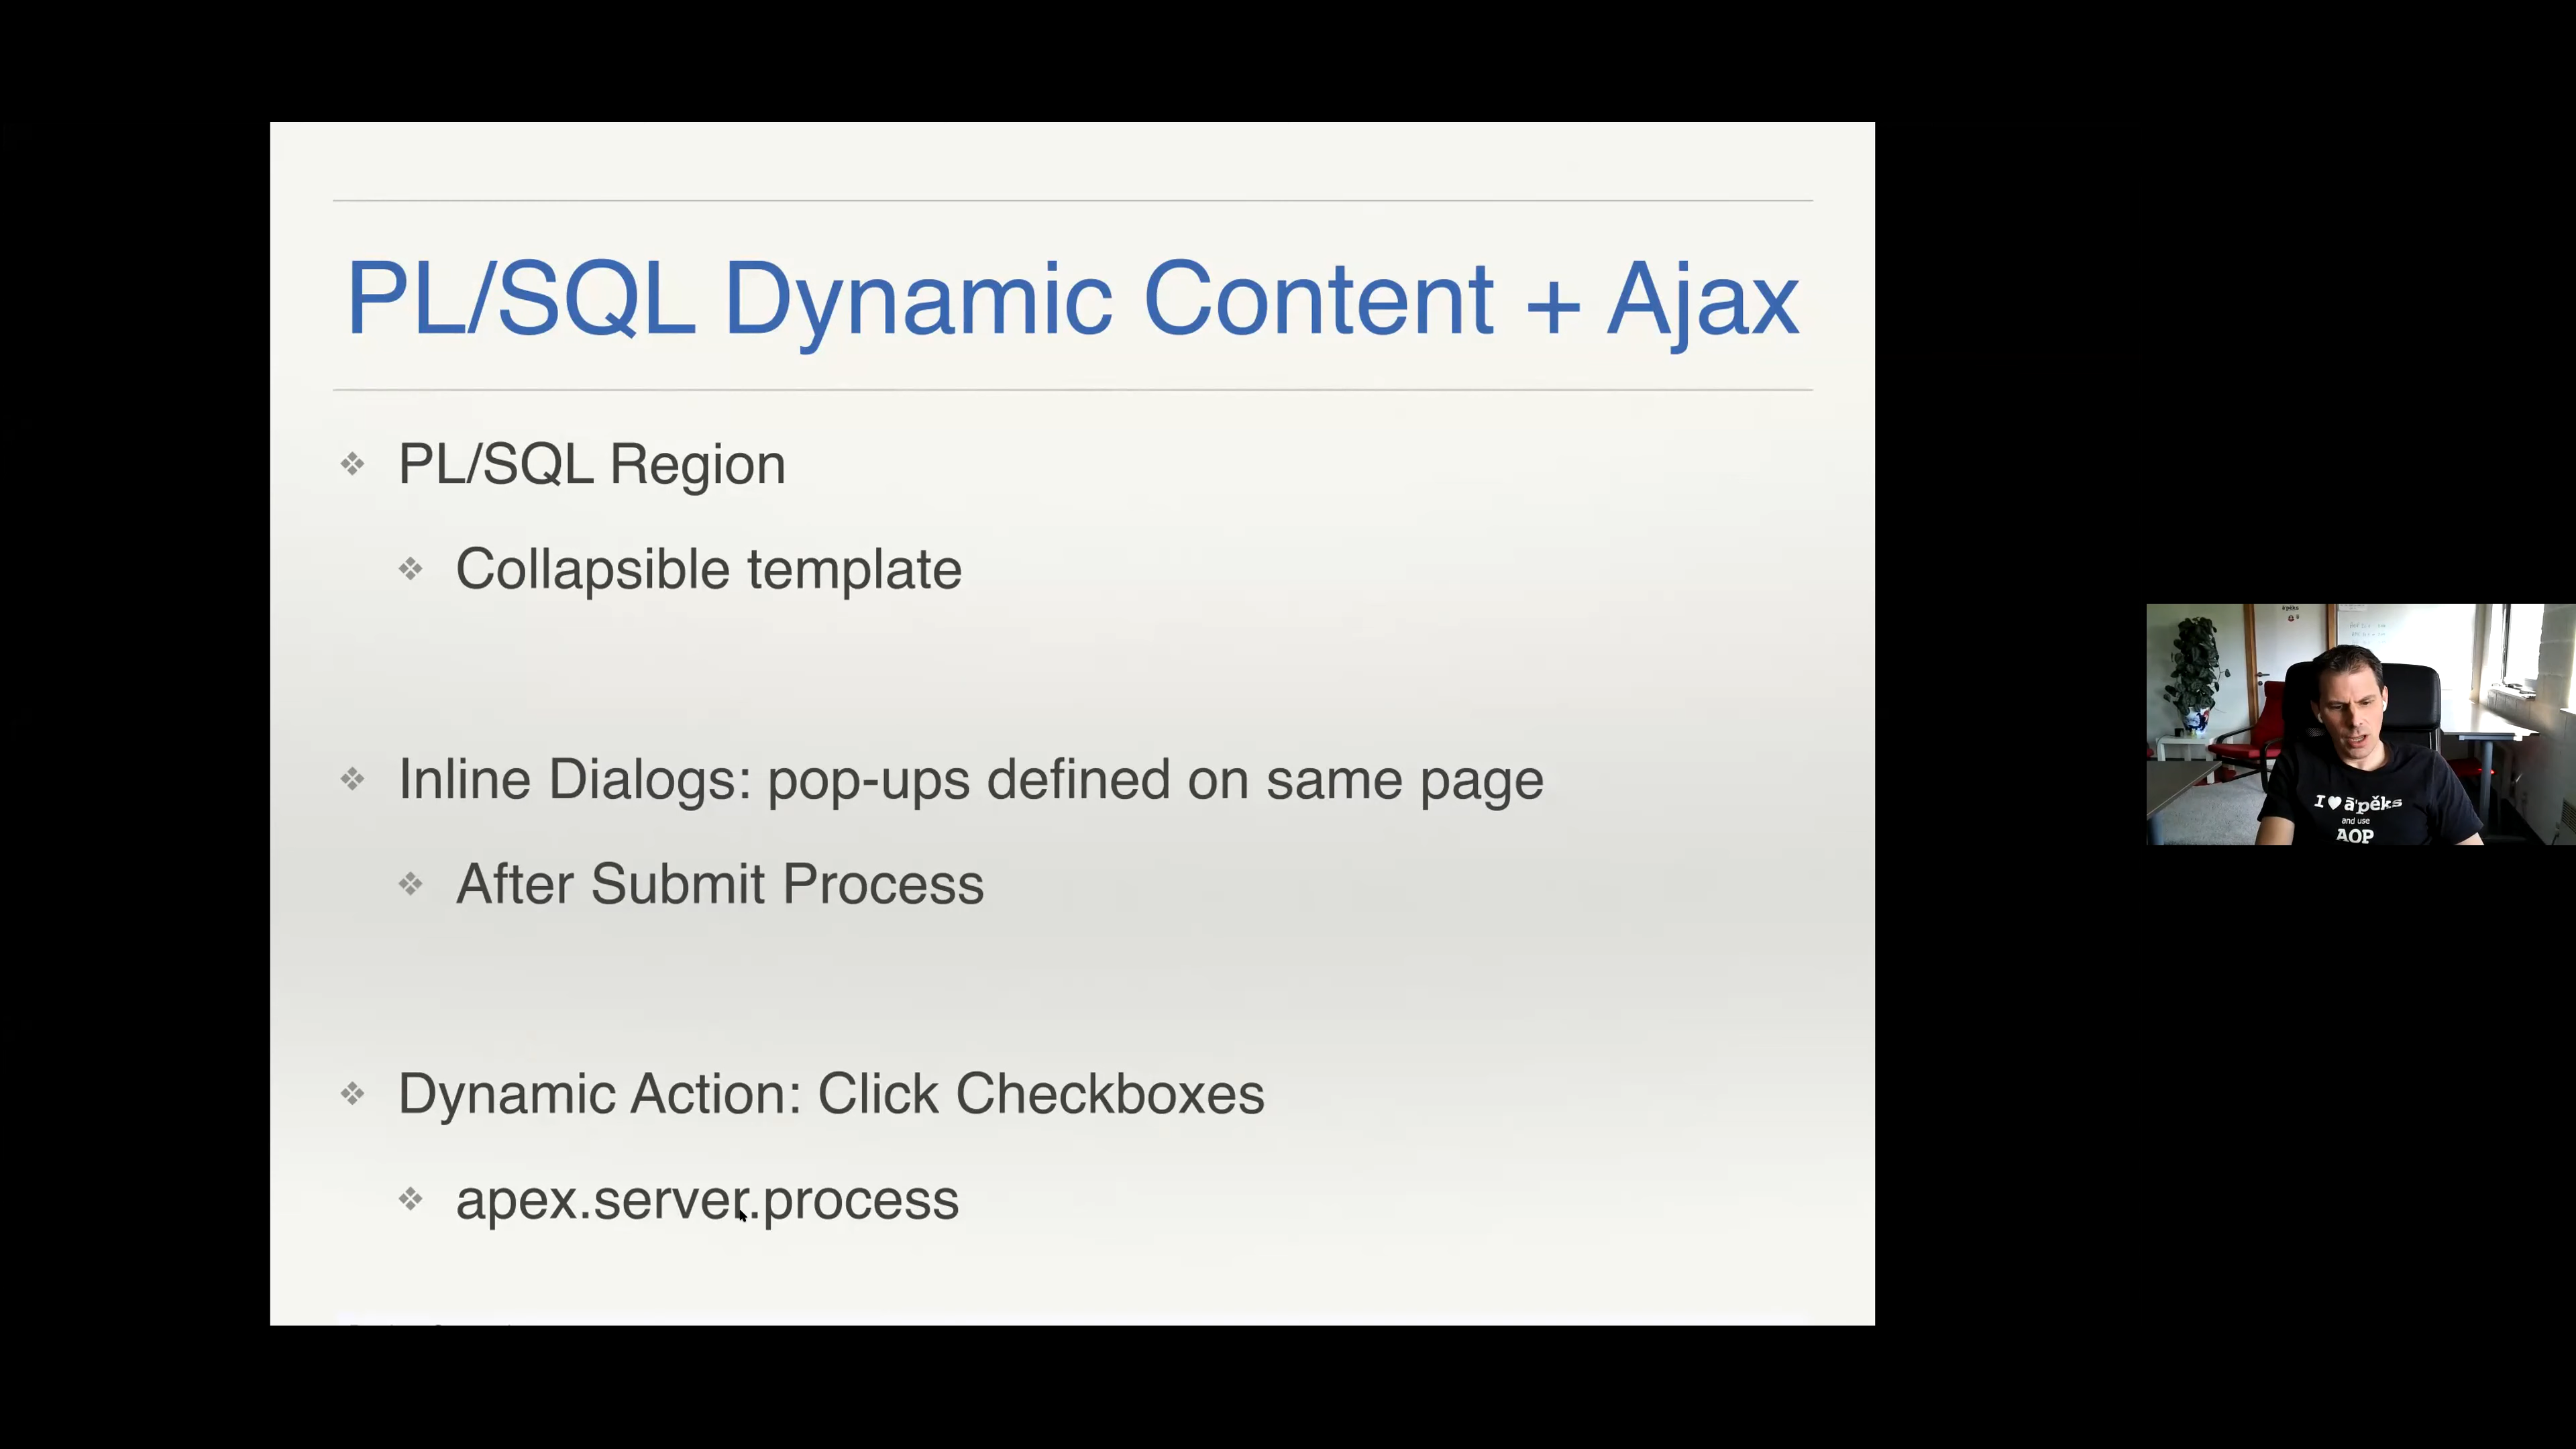 PL/SQL Dynamic Content + Ajax
PL/SQL Region
Collapsible template
Inline Dialogs: pop-ups defined on same page
After Submit Process
Dynamic Action: Click Checkboxes
apex.server.process
I ♥ ā'pěks
and use
AOP